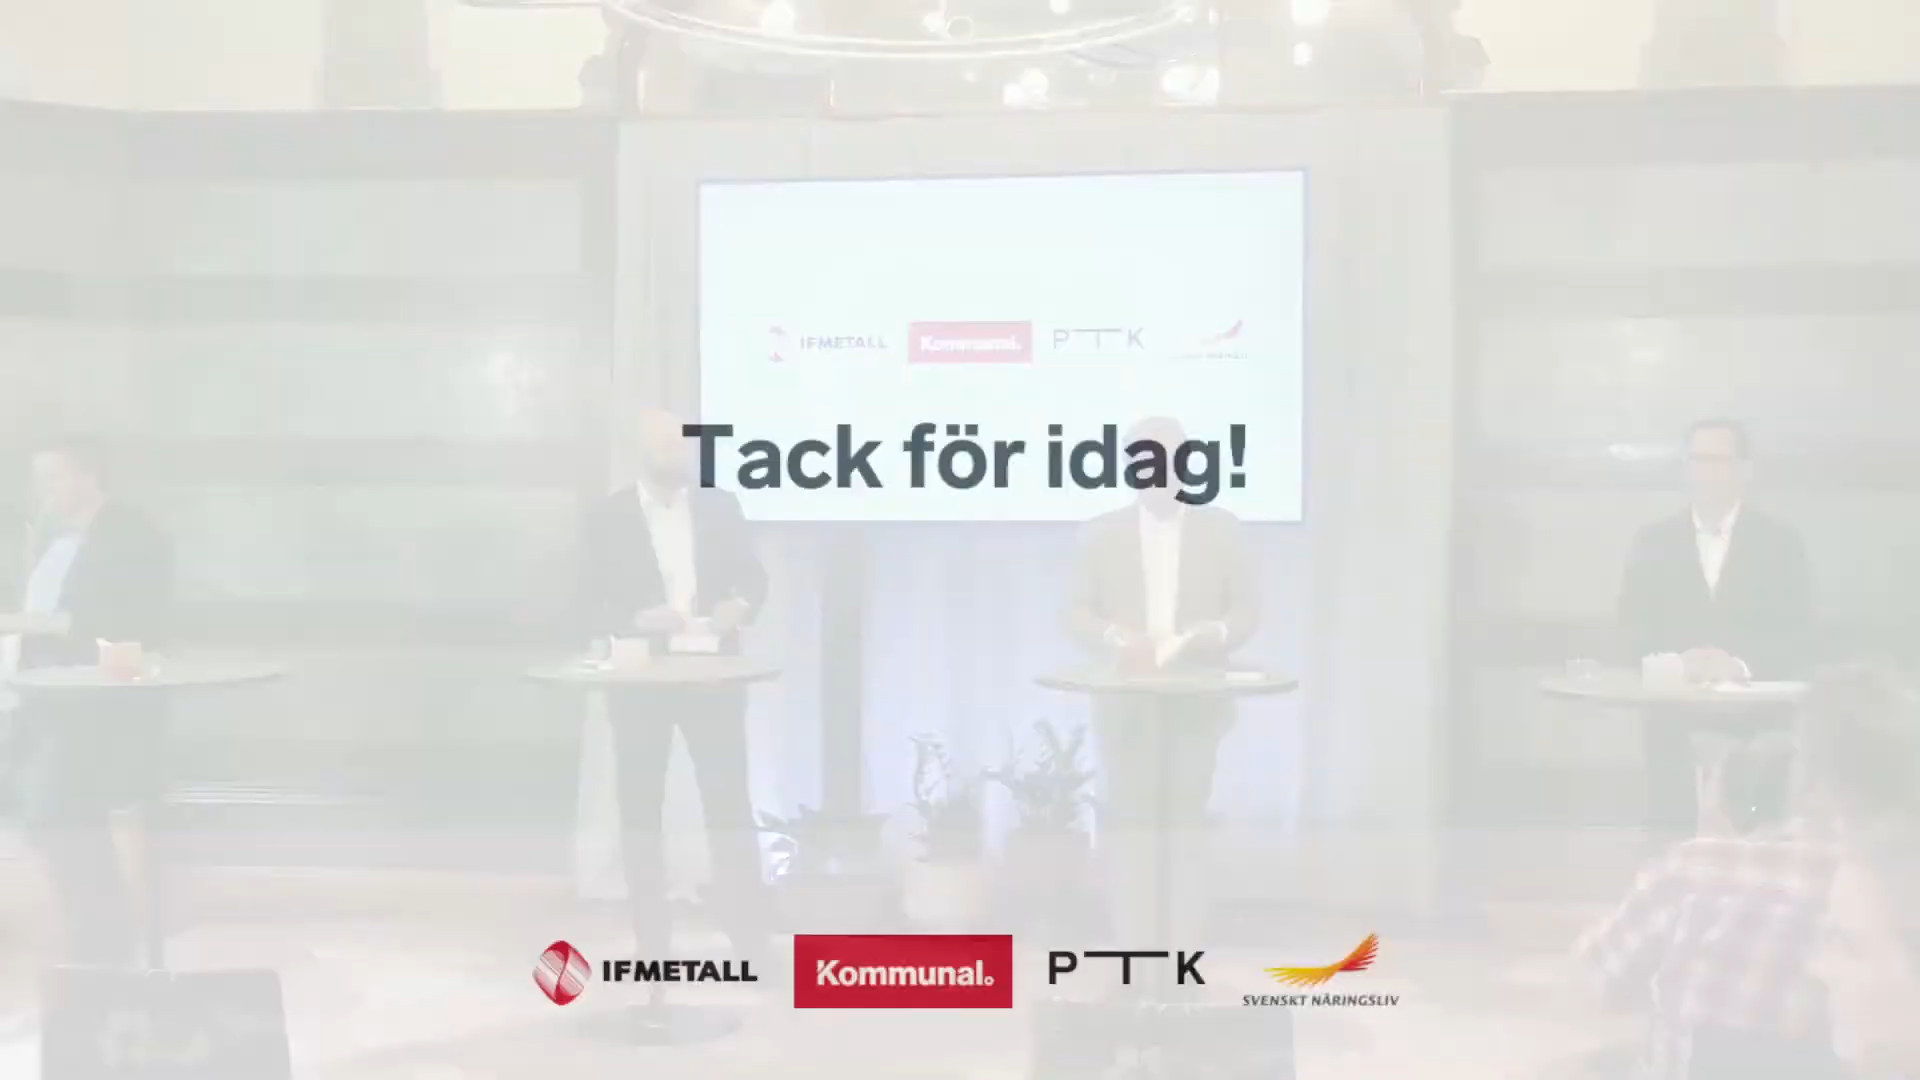 IFMETALL Kommunal. PTK
Tack för idag!
IFMETALL Kommunal. PTK SVENSKT NÄRINGSLIV